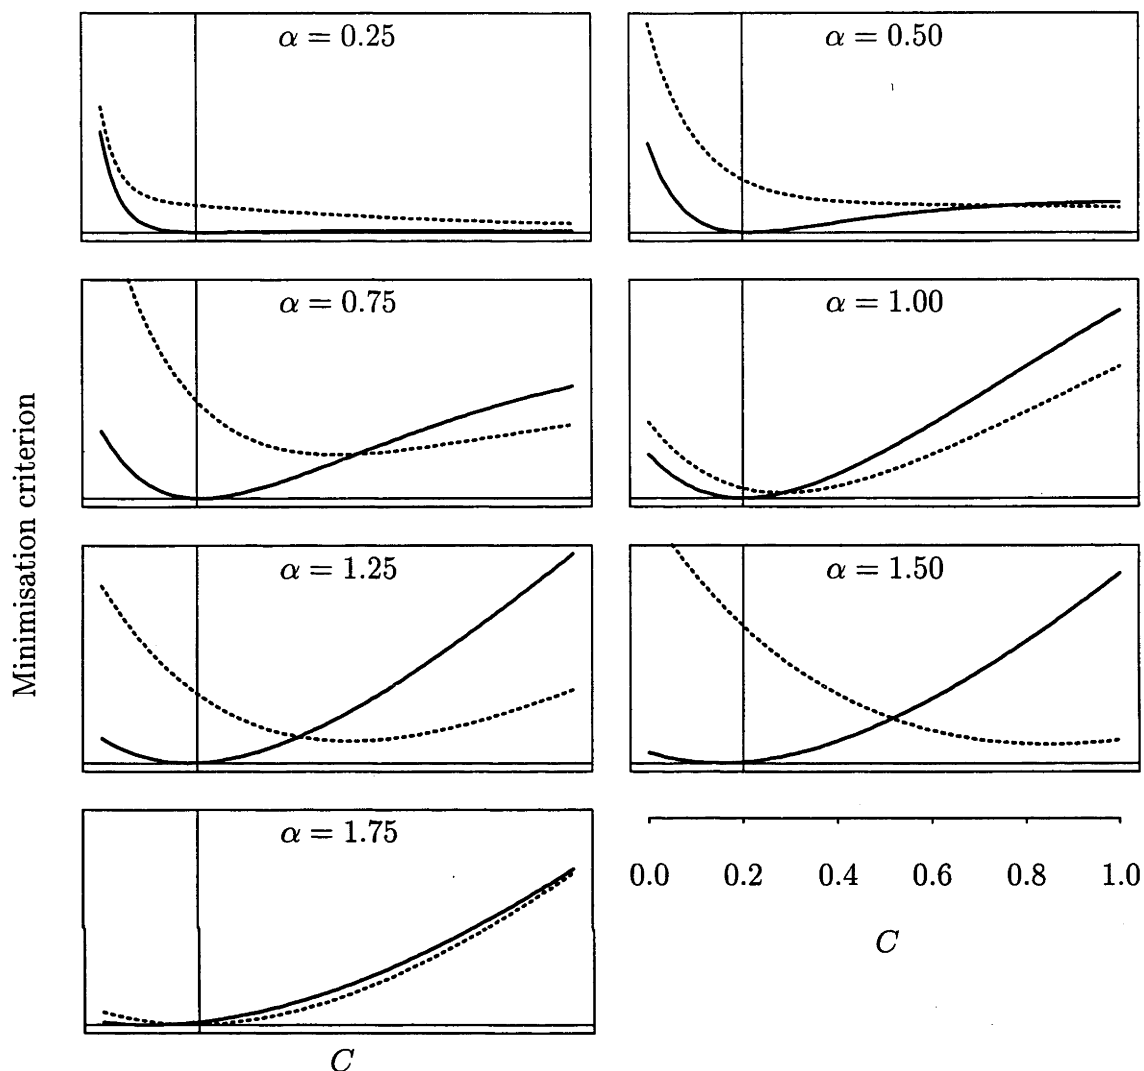 α = 0.25
α = 0.50
α = 0.75
α = 1.00
α = 1.25
α = 1.50
α = 1.75
Minimisation criterion
0.0 0.2 0.4 0.6 0.8 1.0
C
C